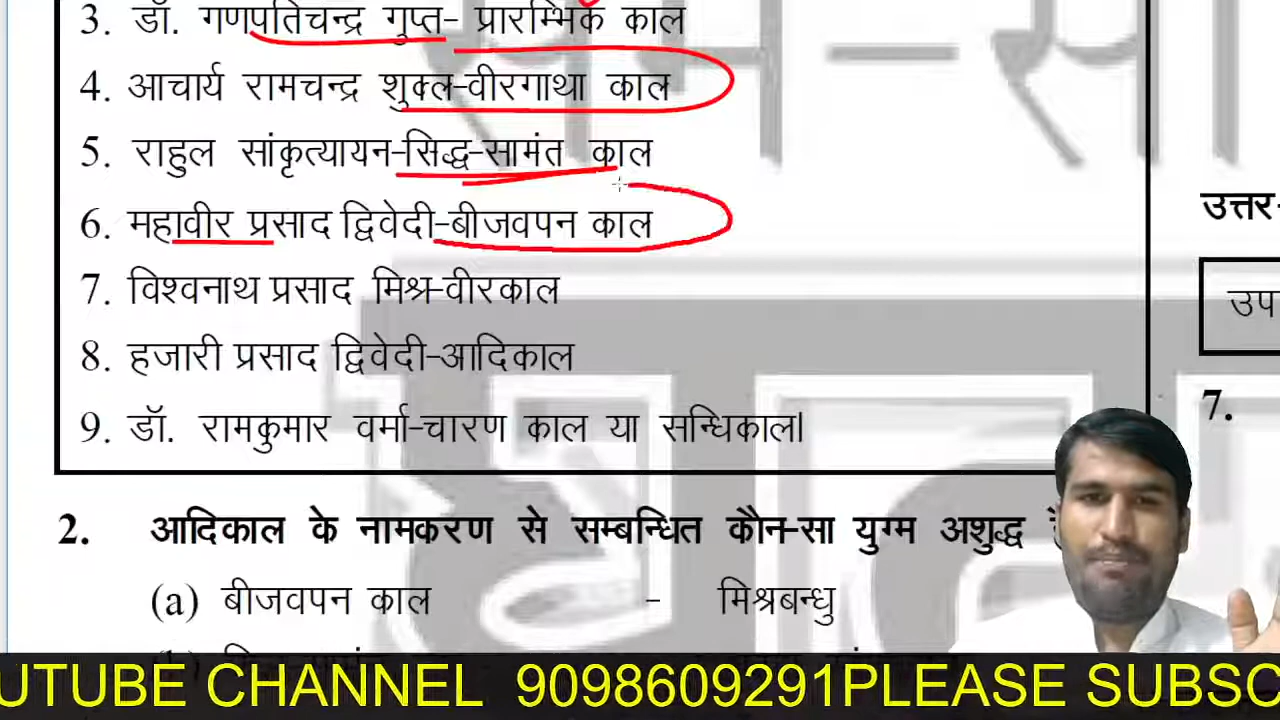 3. डॉ. गणपतिचन्द्र गुप्त- प्रारम्भिक काल
4. आचार्य रामचन्द्र शुक्ल-वीरगाथा काल
5. राहुल सांकृत्यायन-सिद्ध-सामंत काल
6. महावीर प्रसाद द्विवेदी-बीजवपन काल
7. विश्वनाथ प्रसाद मिश्र-वीरकाल
8. हजारी प्रसाद द्विवेदी-आदिकाल
9. डॉ. रामकुमार वर्मा-चारण काल या सन्धिकाल।
2. आदिकाल के नामकरण से सम्बन्धित कौन-सा युग्म अशुद्ध
(a) बीजवपन काल - मिश्रबन्धु
उत्तर-
उप
7.
UTUBE CHANNEL 9098609291PLEASE SUBSC